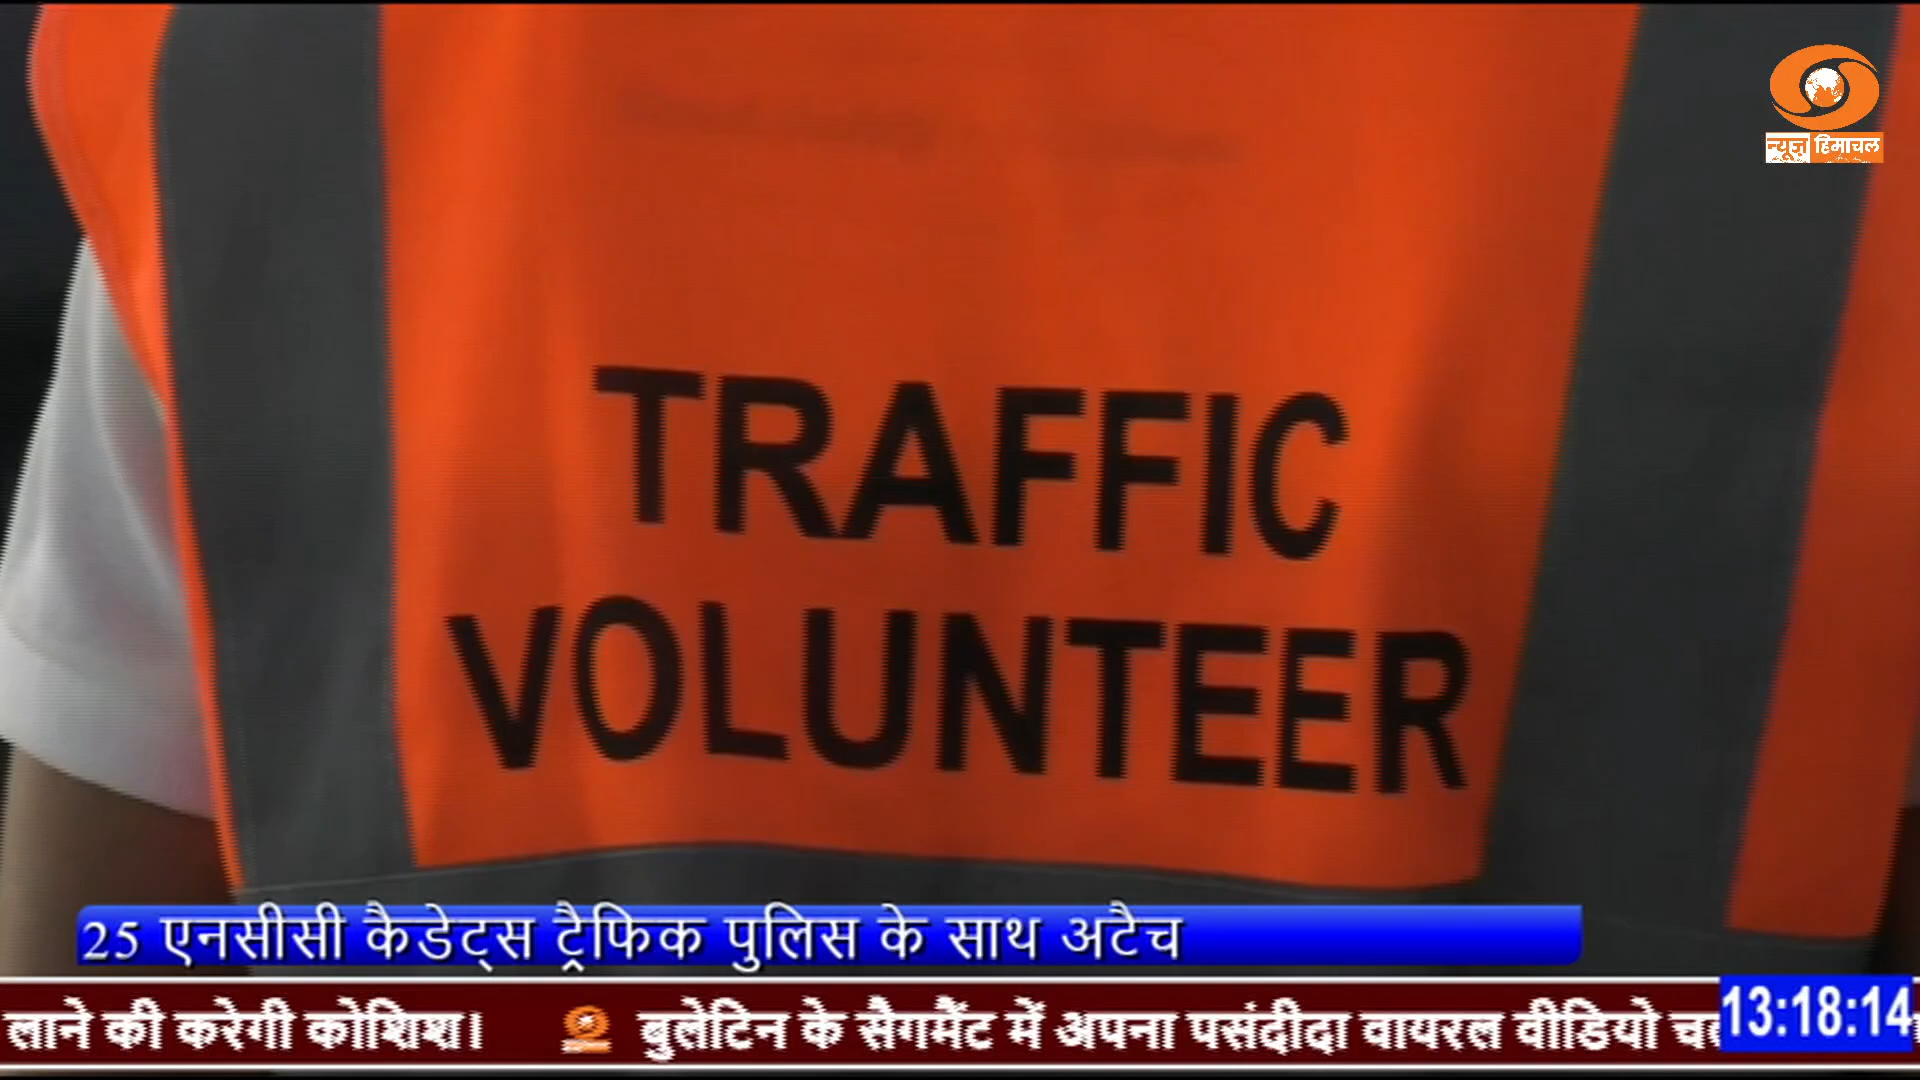 न्यूज़ हिमाचल
TRAFFIC
VOLUNTEER
25 एनसीसी कैडेट्स ट्रैफिक पुलिस के साथ अटैच
लाने की करेगी कोशिश। बुलेटिन के सैगमैंट में अपना पसंदीदा वायरल वीडियो
13:18:14